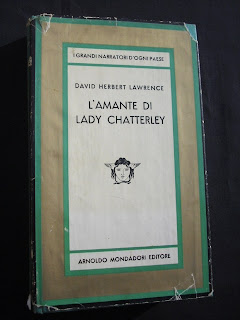 I GRANDI NARRATORI D'OGNI PAESE
DAVID HERBERT LAWRENCE
L'AMANTE DI
LADY CHATTERLEY
ARNOLDO MONDADORI EDITORE